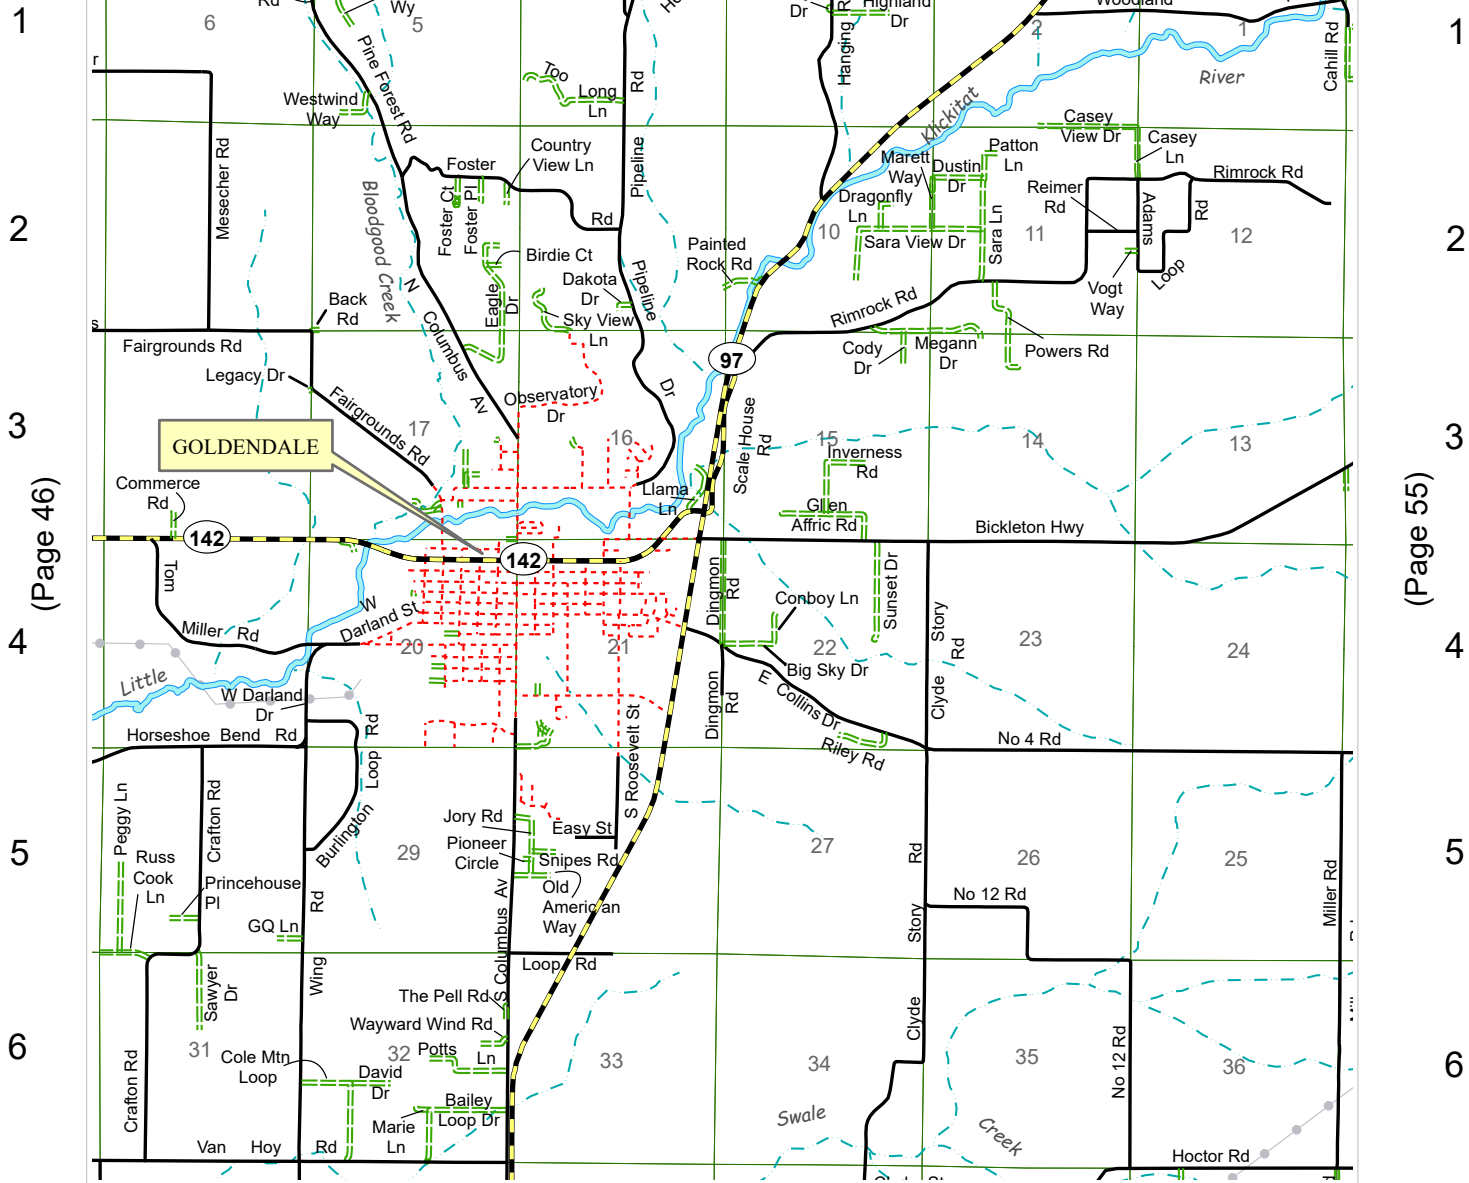 1
6
Rd
Wy
5
Dr
Highland
Dr
Hanging R
2
Woodland
1
Cahill Rd
1
r
Pine Forest Rd
Too
Long
Ln
Rd
Klickitat
River
Westwind
Way
Mesecher Rd
Foster
Country
View Ln
Pipeline
Marett
Way
Dustin
Dr
Patton
Ln
Casey
View Dr
Casey
Ln
Rimrock Rd
Reimer
Rd
Adams
Rd
Loop
2
Bloodgood Creek
Foster Ct
Foster Pl
Rd
Dragonfly
Ln
10
Sara View Dr
Sara Ln
11
12
2
Birdie Ct
Painted
Rock Rd
Dakota
Dr
Pipeline
Vogt
Way
Back
Rd
N
Columbus
Av
Eagle
Dr
Sky View
Ln
Rimrock Rd
s
Fairgrounds Rd
Legacy Dr
97
Cody
Dr
Megann
Dr
Powers Rd
Fairgrounds Rd
Observatory
Dr
Dr
Scale House
Rd
3
GOLDENDALE
17
16
15
Inverness
Rd
14
13
3
Commerce
Rd
Llama
Ln
Glen
Affric Rd
Bickleton Hwy
(Page 46)
(Page 55)
142
142
Tom
Miller Rd
W
Darland St
Dingmon
Rd
Conboy Ln
Sunset Dr
Story
Rd
Clyde
4
20
21
22
23
24
4
Little
Big Sky Dr
W Darland
Dr
Dingmon
Rd
E Collins Dr
Riley Rd
Horseshoe Bend Rd
Loop
Rd
S Roosevelt St
No 4 Rd
Peggy Ln
Crafton Rd
Burlington
Jory Rd
Easy St
Pioneer
Circle
Snipes Rd
5
29
27
26
25
5
Russ
Cook
Ln
Princehouse
Pl
Old
American
Way
Rd
No 12 Rd
Miller Rd
GQ Ln
Rd
S Columbus Av
Story
Loop Rd
Sawyer
Dr
Wing
The Pell Rd
Wayward Wind Rd
Clyde
6
31
Cole Mtn
Loop
32
Potts
Ln
33
34
35
No 12 Rd
36
6
Crafton Rd
David
Dr
Bailey
Loop Dr
Marie
Ln
Swale
Creek
Van Hoy Rd
Hoctor Rd